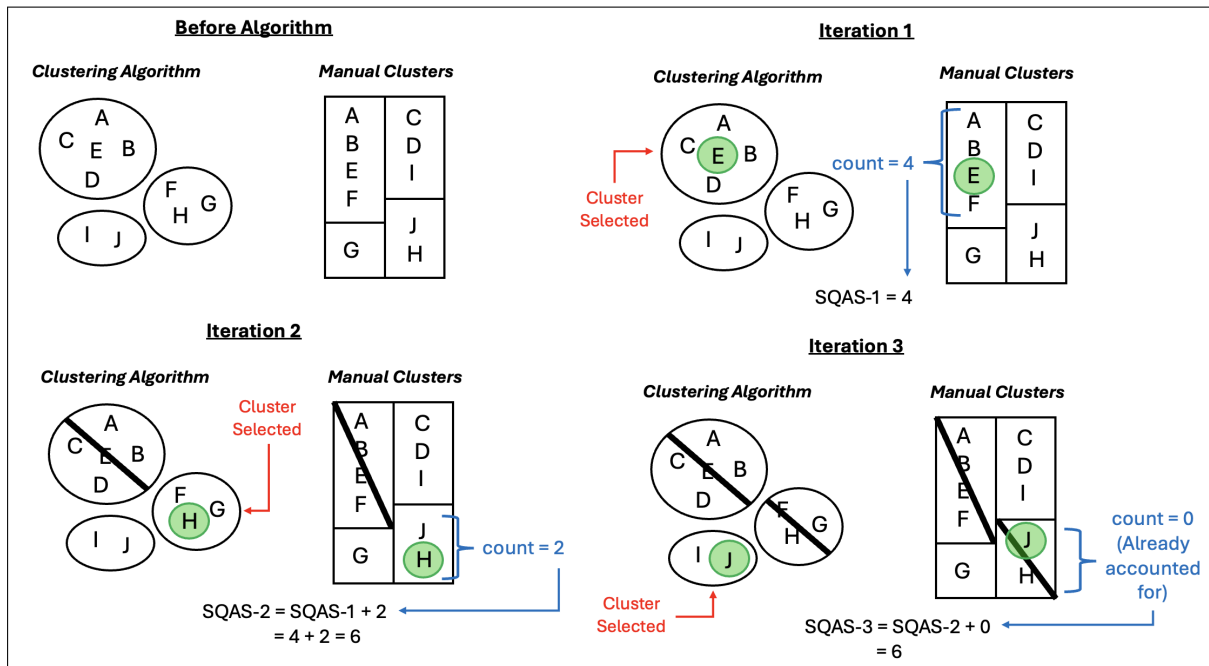 Before Algorithm
Clustering Algorithm
Manual Clusters
A
C
E
B
D
F
G
H
I
J
A
B
E
F
C
D
I
G
J
H
Iteration 1
Clustering Algorithm
Manual Clusters
A
C
E
B
D
F
G
H
I
J
Cluster
Selected
count = 4
A
B
E
F
C
D
I
G
J
H
SQAS-1 = 4
Iteration 2
Clustering Algorithm
Manual Clusters
A
C
E
B
D
F
G
H
I
J
Cluster
Selected
A
B
E
F
C
D
I
G
J
H
count = 2
SQAS-2 = SQAS-1 + 2
= 4 + 2 = 6
Iteration 3
Clustering Algorithm
Manual Clusters
A
C
E
B
D
F
G
H
I
J
Cluster
Selected
A
B
E
F
C
D
I
G
J
H
count = 0
(Already
accounted
for)
SQAS-3 = SQAS-2 + 0
= 6